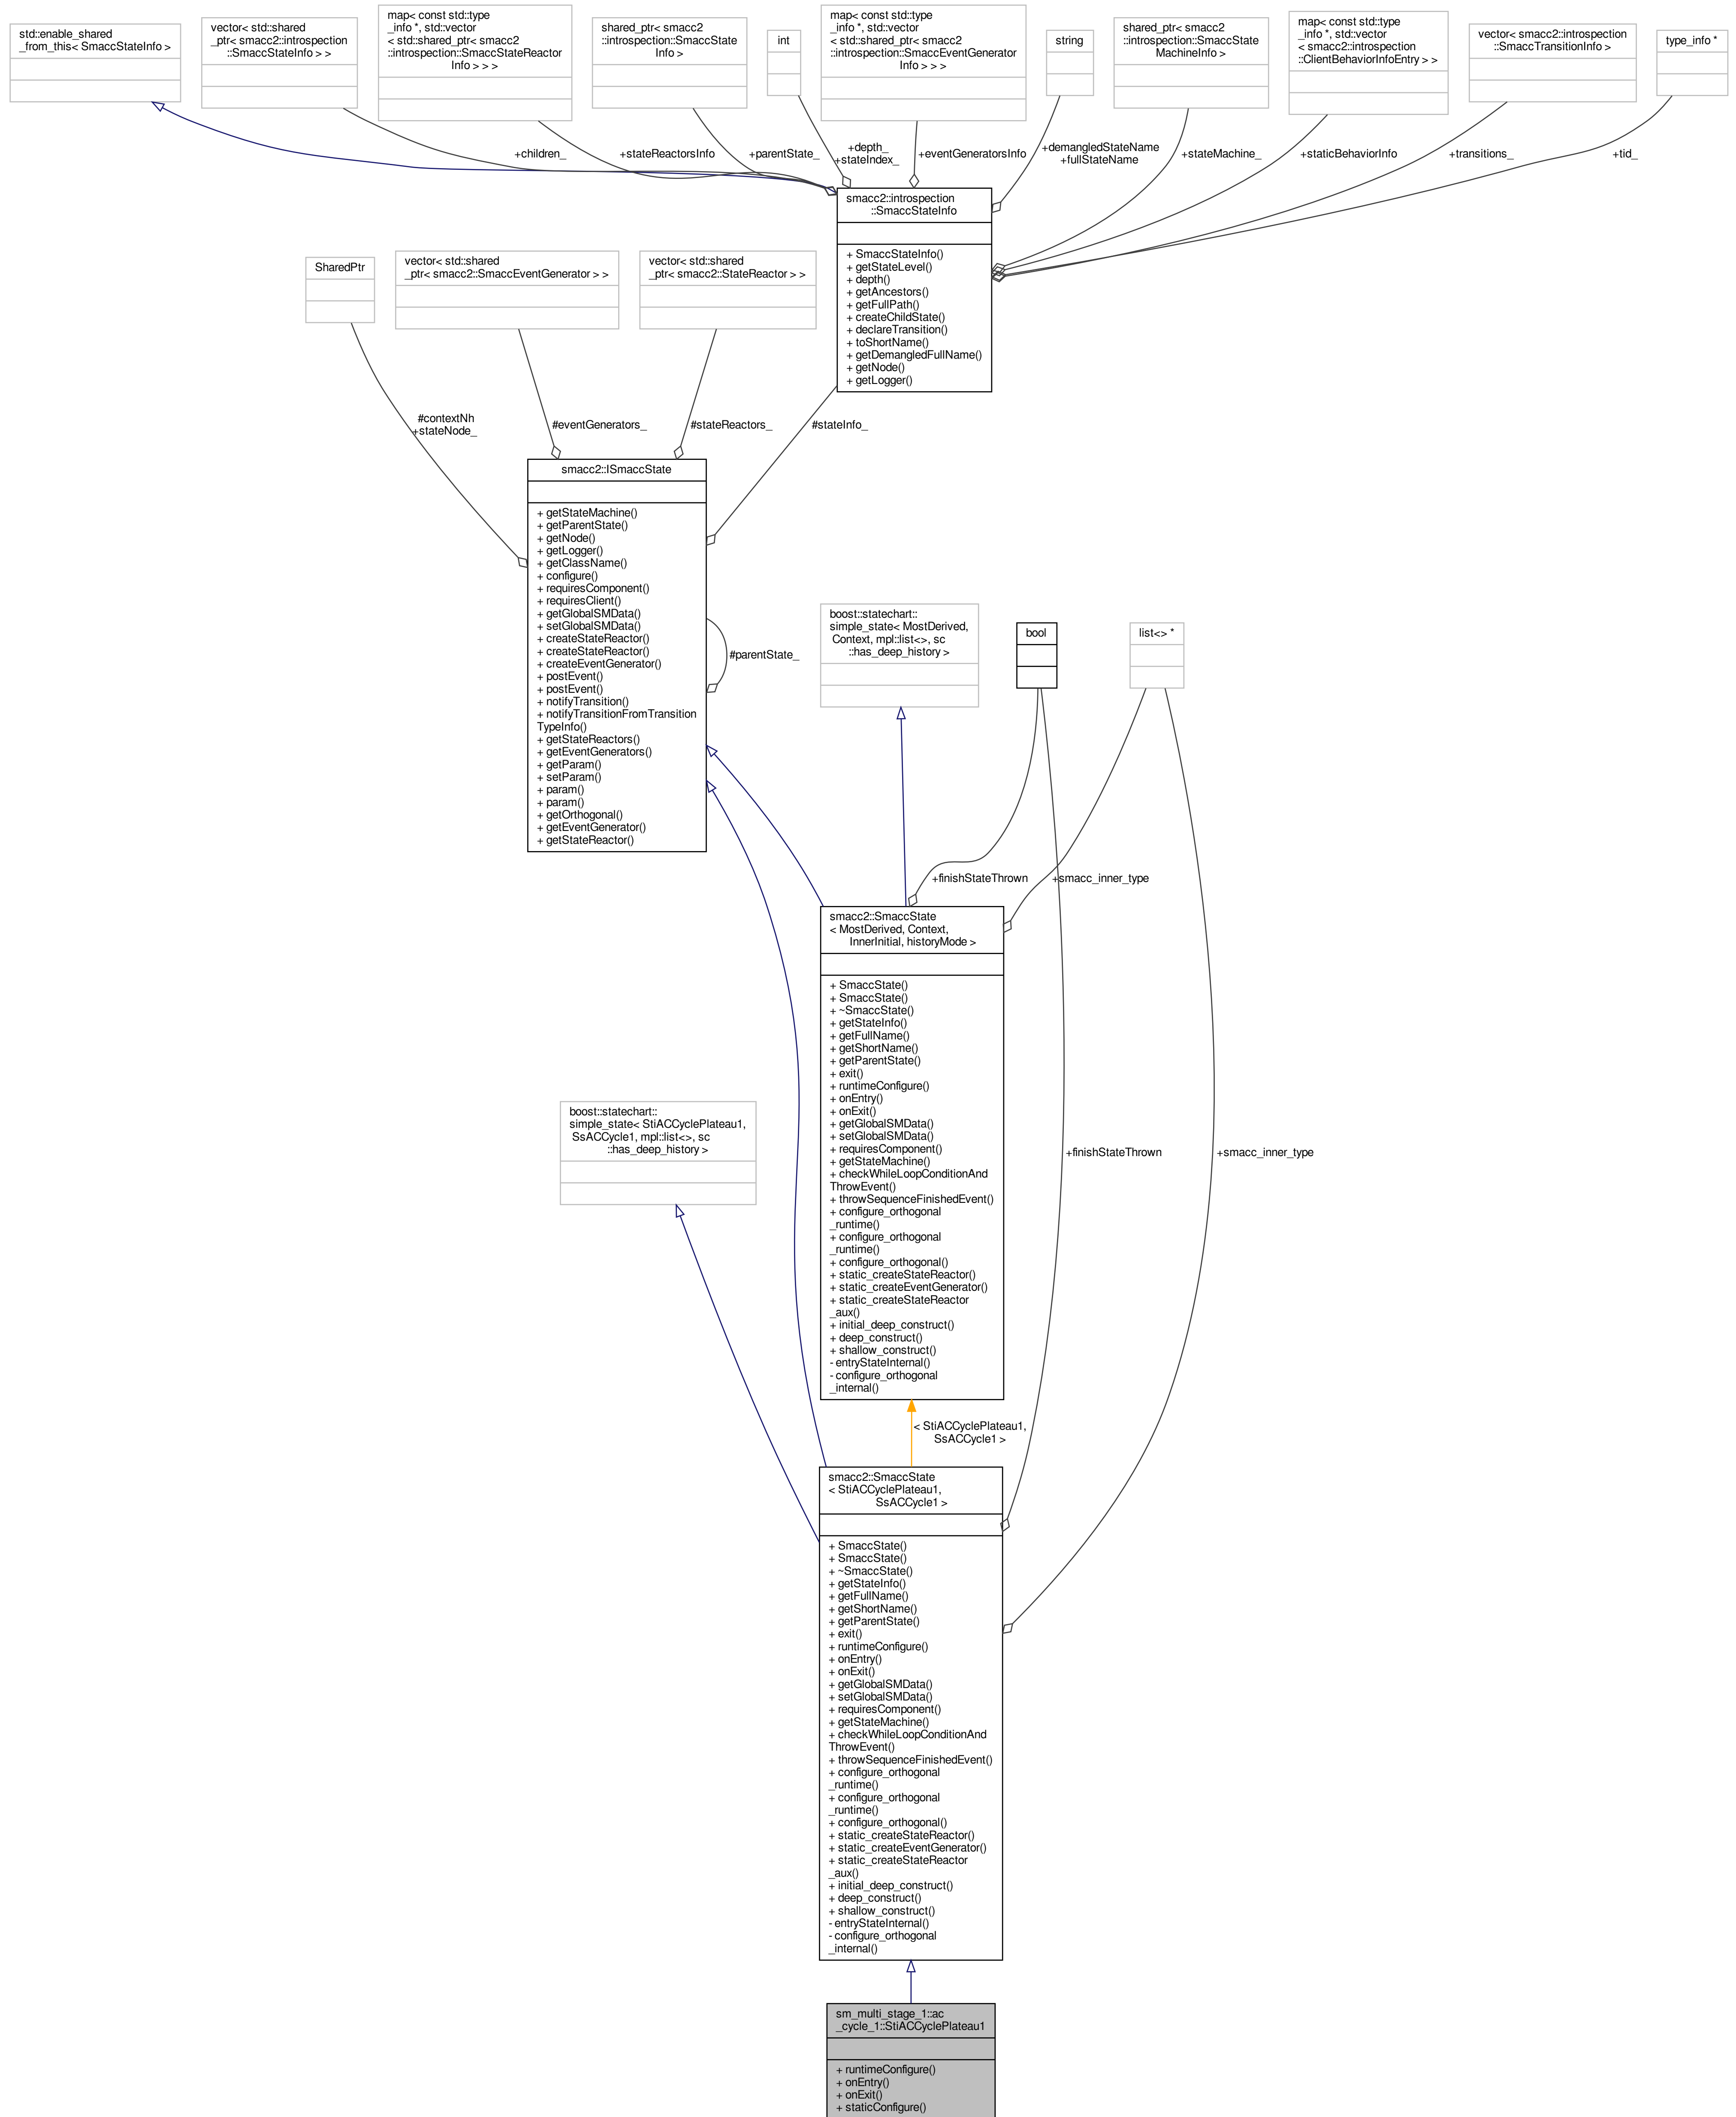 std::enable_shared
_from_this< SmaccStateInfo >
vector< std::shared
_ptr< smacc2::introspection
::SmaccStateInfo > >
map< const std::type
_info *, std::vector
< std::shared_ptr< smacc2
::introspection::SmaccStateReactor
Info > > >
shared_ptr< smacc2
::introspection::SmaccState
Info >
int
map< const std::type
_info *, std::vector
< std::shared_ptr< smacc2
::introspection::SmaccEventGenerator
Info > > >
string
shared_ptr< smacc2
::introspection::SmaccState
MachineInfo >
map< const std::type
_info *, std::vector
< smacc2::introspection
::ClientBehaviorInfoEntry > >
vector< smacc2::introspection
::SmaccTransitionInfo >
type_info *
+children_
+stateReactorsInfo
+parentState_
+depth_
+stateIndex_
+eventGeneratorsInfo
+demangledStateName
+fullStateName
+stateMachine_
+staticBehaviorInfo
+transitions_
+tid_
smacc2::introspection
::SmaccStateInfo
+ SmaccStateInfo()
+ getStateLevel()
+ depth()
+ getAncestors()
+ getFullPath()
+ createChildState()
+ declareTransition()
+ toShortName()
+ getDemangledFullName()
+ getNode()
+ getLogger()
SharedPtr
vector< std::shared
_ptr< smacc2::SmaccEventGenerator > >
vector< std::shared
_ptr< smacc2::StateReactor > >
#contextNh
+stateNode_
#eventGenerators_
#stateReactors_
#stateInfo_
smacc2::ISmaccState
+ getStateMachine()
+ getParentState()
+ getNode()
+ getLogger()
+ getClassName()
+ configure()
+ requiresComponent()
+ requiresClient()
+ getGlobalSMData()
+ setGlobalSMData()
+ createStateReactor()
+ createStateReactor()
+ createEventGenerator()
+ postEvent()
+ postEvent()
+ notifyTransition()
+ notifyTransitionFromTransition
TypeInfo()
+ getStateReactors()
+ getEventGenerators()
+ getParam()
+ setParam()
+ param()
+ param()
+ getOrthogonal()
+ getEventGenerator()
+ getStateReactor()
#parentState_
boost::statechart::
simple_state< MostDerived,
Context, mpl::list<>, sc
::has_deep_history >
bool
list<> *
+finishStateThrown
+smacc_inner_type
smacc2::SmaccState
< MostDerived, Context,
InnerInitial, historyMode >
+ SmaccState()
+ SmaccState()
+ ~SmaccState()
+ getStateInfo()
+ getFullName()
+ getShortName()
+ getParentState()
+ exit()
+ runtimeConfigure()
+ onEntry()
+ onExit()
+ getGlobalSMData()
+ setGlobalSMData()
+ requiresComponent()
+ getStateMachine()
+ checkWhileLoopConditionAnd
ThrowEvent()
+ throwSequenceFinishedEvent()
+ configure_orthogonal
_runtime()
+ configure_orthogonal
_runtime()
+ configure_orthogonal()
+ static_createStateReactor()
+ static_createEventGenerator()
+ static_createStateReactor
_aux()
+ initial_deep_construct()
+ deep_construct()
+ shallow_construct()
- entryStateInternal()
- configure_orthogonal
_internal()
boost::statechart::
simple_state< StiACCyclePlateau1,
SsACCycle1, mpl::list<>, sc
::has_deep_history >
+finishStateThrown
+smacc_inner_type
< StiACCyclePlateau1,
SsACCycle1 >
smacc2::SmaccState
< StiACCyclePlateau1,
SsACCycle1 >
+ SmaccState()
+ SmaccState()
+ ~SmaccState()
+ getStateInfo()
+ getFullName()
+ getShortName()
+ getParentState()
+ exit()
+ runtimeConfigure()
+ onEntry()
+ onExit()
+ getGlobalSMData()
+ setGlobalSMData()
+ requiresComponent()
+ getStateMachine()
+ checkWhileLoopConditionAnd
ThrowEvent()
+ throwSequenceFinishedEvent()
+ configure_orthogonal
_runtime()
+ configure_orthogonal
_runtime()
+ configure_orthogonal()
+ static_createStateReactor()
+ static_createEventGenerator()
+ static_createStateReactor
_aux()
+ initial_deep_construct()
+ deep_construct()
+ shallow_construct()
- entryStateInternal()
- configure_orthogonal
_internal()
sm_multi_stage_1::ac
_cycle_1::StiACCyclePlateau1
+ runtimeConfigure()
+ onEntry()
+ onExit()
+ staticConfigure()